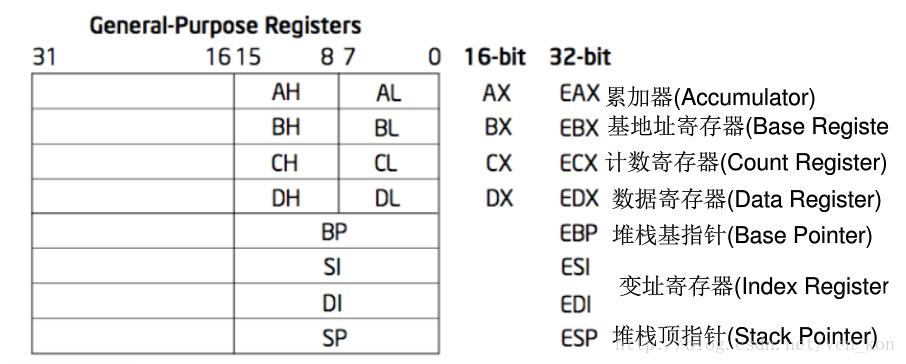 General-Purpose Registers
31 16 15 8 7 0 16-bit 32-bit
AH AL AX EAX 累加器(Accumulator)
BH BL BX EBX 基地址寄存器(Base Registe
CH CL CX ECX 计数寄存器(Count Register)
DH DL DX EDX 数据寄存器(Data Register)
BP EBP 堆栈基指针(Base Pointer)
SI ESI
变址寄存器(Index Register
DI EDI
SP ESP 堆栈顶指针(Stack Pointer)